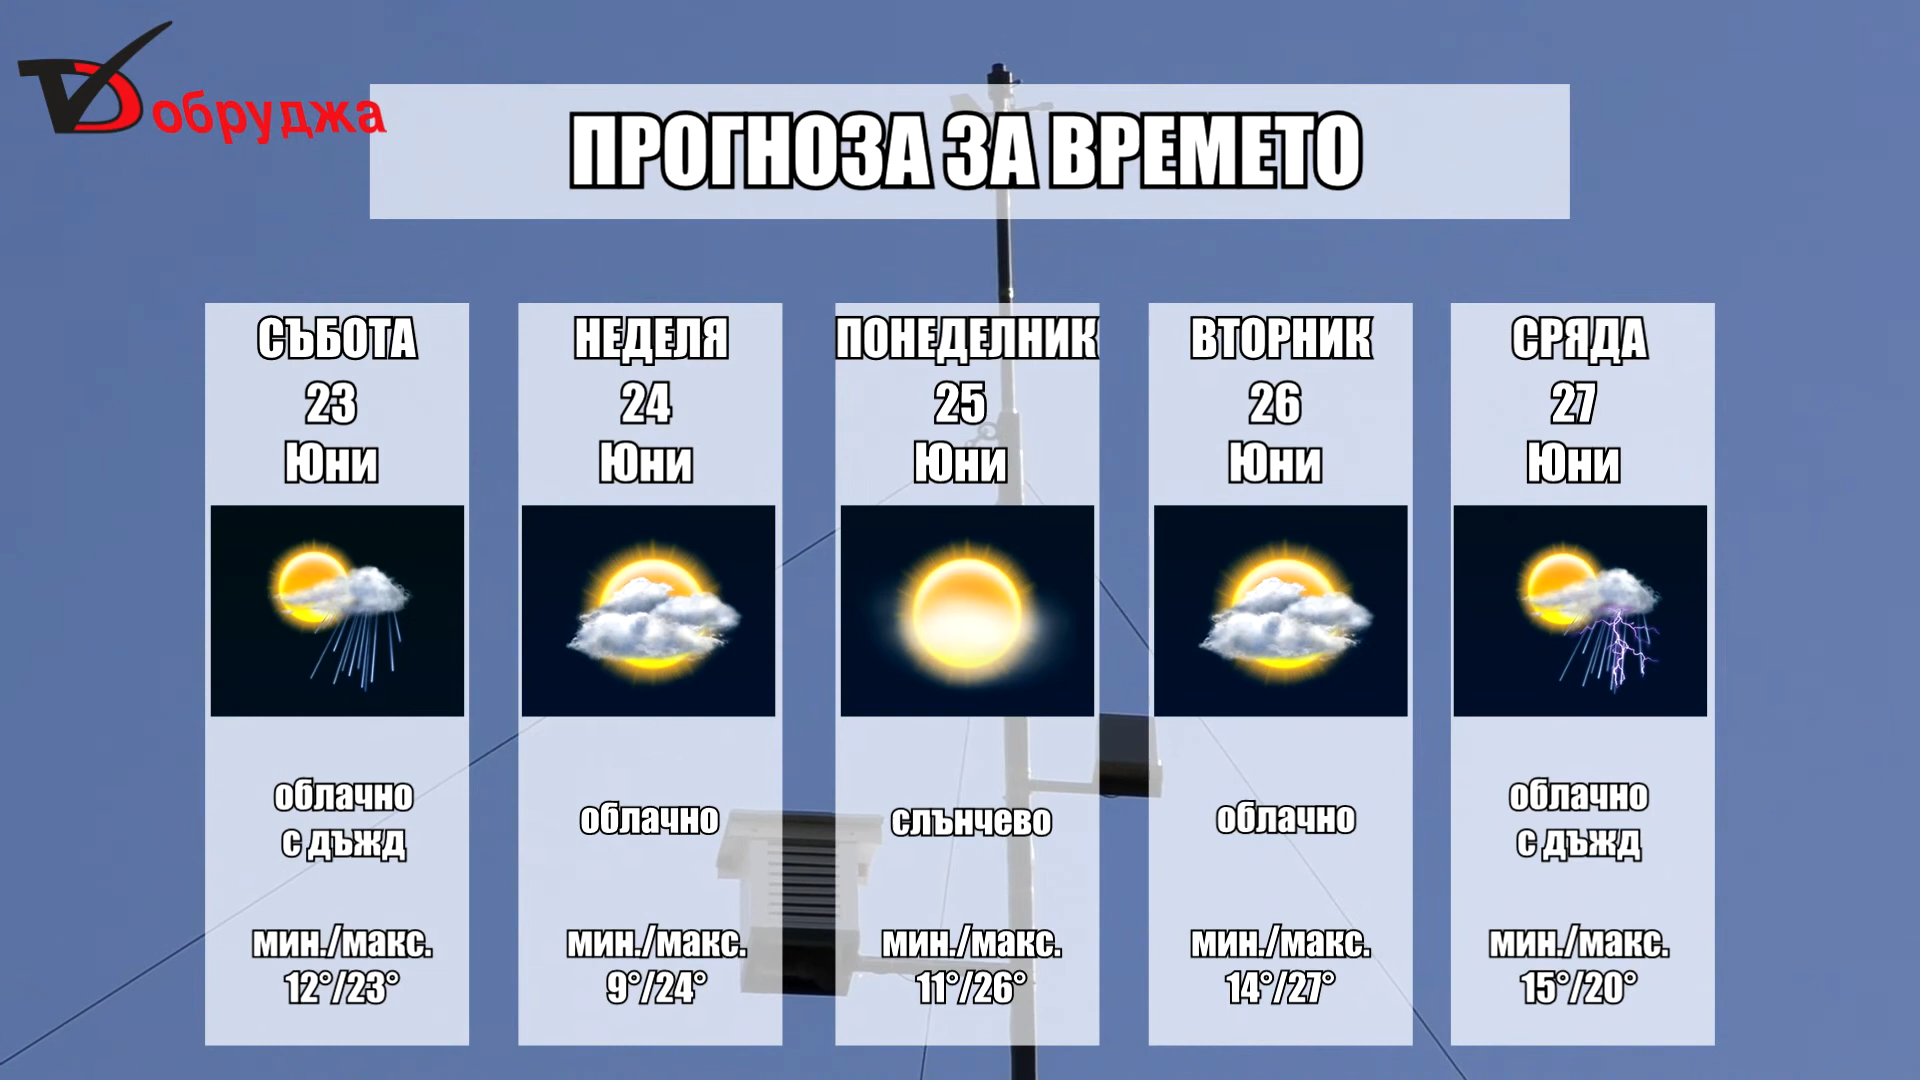 TV Добруджа
ПРОГНОЗА ЗА ВРЕМЕТО
СЪБОТА
23
Юни
облачно
с дъжд
мин./макс.
12°/23°
НЕДЕЛЯ
24
Юни
облачно
мин./макс.
9°/24°
ПОНЕДЕЛНИК
25
Юни
слънчево
мин./макс.
11°/26°
ВТОРНИК
26
Юни
облачно
мин./макс.
14°/27°
СРЯДА
27
Юни
облачно
с дъжд
мин./макс.
15°/20°